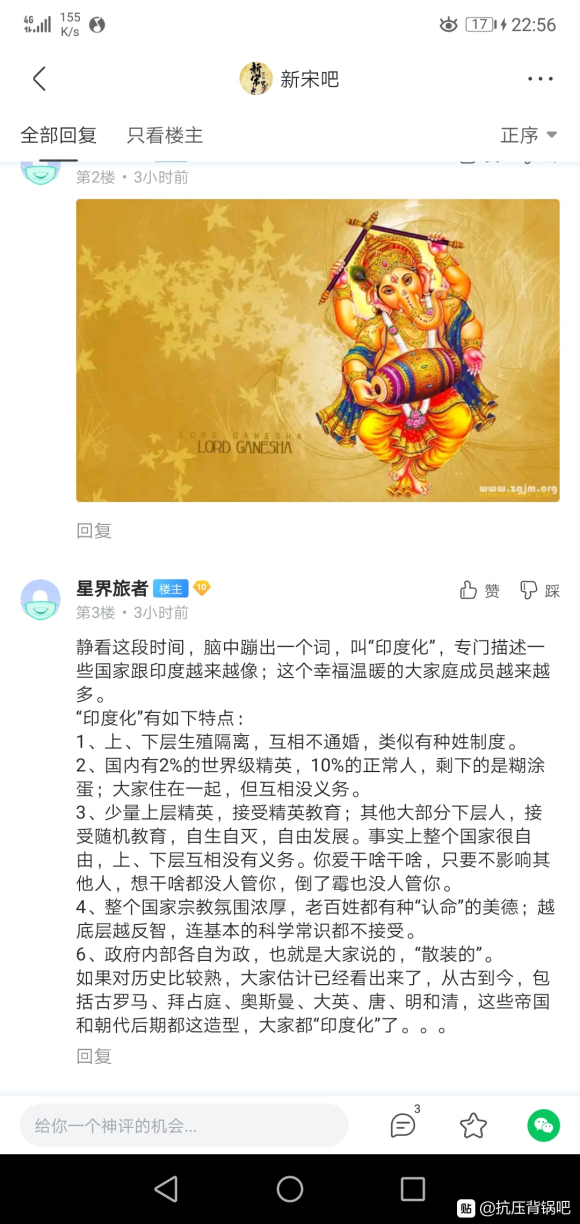 4G
155
K/s
17
22:56
新宋吧
全部回复
只看楼主
正序
第2楼 • 3小时前
LORD GANESHA
LORD GANESHA
www.zgjm.org
回复
星界旅者 楼主 10
赞 踩
第3楼 • 3小时前
静看这段时间，脑中蹦出一个词，叫“印度化”，专门描述一
些国家跟印度越来越像；这个幸福温暖的大家庭成员越来越
多。
“印度化”有如下特点：
1、上、下层生殖隔离，互相不通婚，类似有种姓制度。
2、国内有2%的世界级精英，10%的正常人，剩下的是糊涂
蛋；大家住在一起，但互相没义务。
3、少量上层精英，接受精英教育；其他大部分下层人，接
受随机教育，自生自灭，自由发展。事实上整个国家很自
由，上、下层互相没有义务。你爱干啥干啥，只要不影响其
他人，想干啥都没人管你，倒了霉也没人管你。
4、整个国家宗教氛围浓厚，老百姓都有种“认命”的美德；越
底层越反智，连基本的科学常识都不接受。
6、政府内部各自为政，也就是大家说的，“散装的”。
如果对历史比较熟，大家估计已经看出来了，从古到今，包
括古罗马、拜占庭、奥斯曼、大英、唐、明和清，这些帝国
和朝代后期都这造型，大家都“印度化”了。。。
回复
给你一个神评的机会...
3
贴 @抗压背锅吧